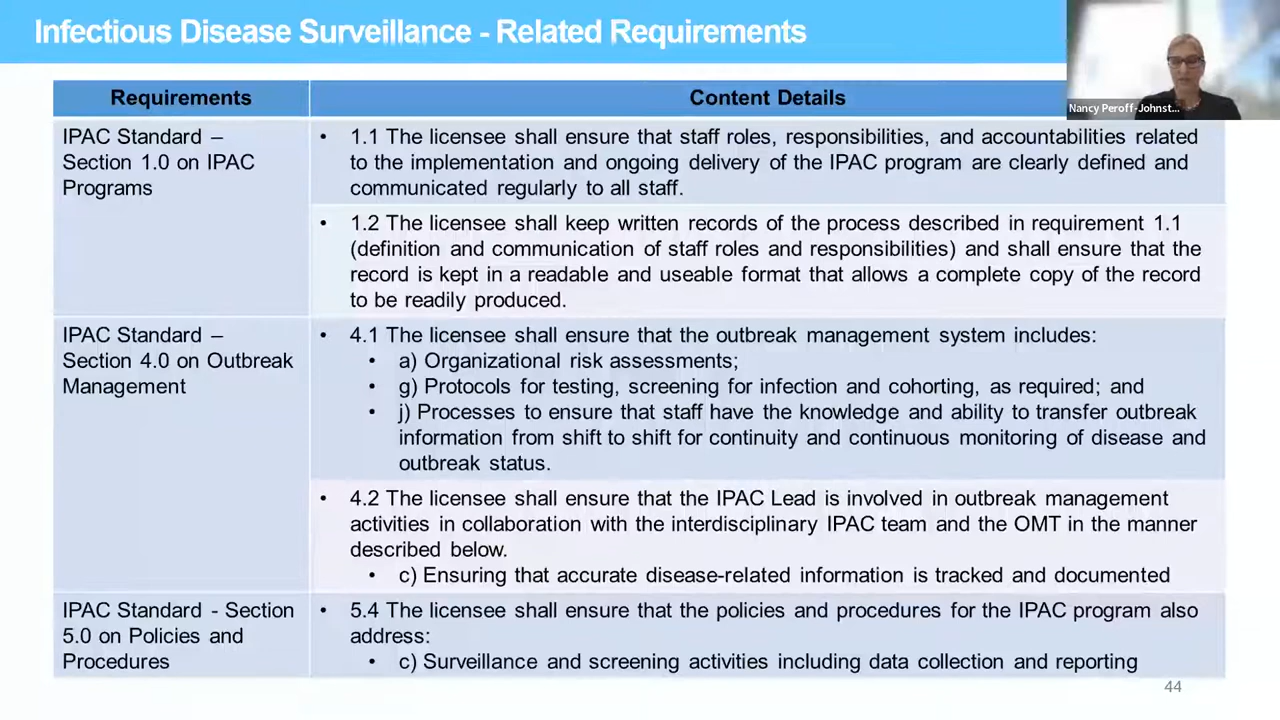 Infectious Disease Surveillance - Related Requirements
Nancy Peroff-Johnst...
Requirements
Content Details
IPAC Standard –
Section 1.0 on IPAC
Programs
• 1.1 The licensee shall ensure that staff roles, responsibilities, and accountabilities related
to the implementation and ongoing delivery of the IPAC program are clearly defined and
communicated regularly to all staff.
• 1.2 The licensee shall keep written records of the process described in requirement 1.1
(definition and communication of staff roles and responsibilities) and shall ensure that the
record is kept in a readable and useable format that allows a complete copy of the record
to be readily produced.
IPAC Standard –
Section 4.0 on Outbreak
Management
• 4.1 The licensee shall ensure that the outbreak management system includes:
• a) Organizational risk assessments;
• g) Protocols for testing, screening for infection and cohorting, as required; and
• j) Processes to ensure that staff have the knowledge and ability to transfer outbreak
information from shift to shift for continuity and continuous monitoring of disease and
outbreak status.
• 4.2 The licensee shall ensure that the IPAC Lead is involved in outbreak management
activities in collaboration with the interdisciplinary IPAC team and the OMT in the manner
described below.
• c) Ensuring that accurate disease-related information is tracked and documented
IPAC Standard - Section
5.0 on Policies and
Procedures
• 5.4 The licensee shall ensure that the policies and procedures for the IPAC program also
address:
• c) Surveillance and screening activities including data collection and reporting
44